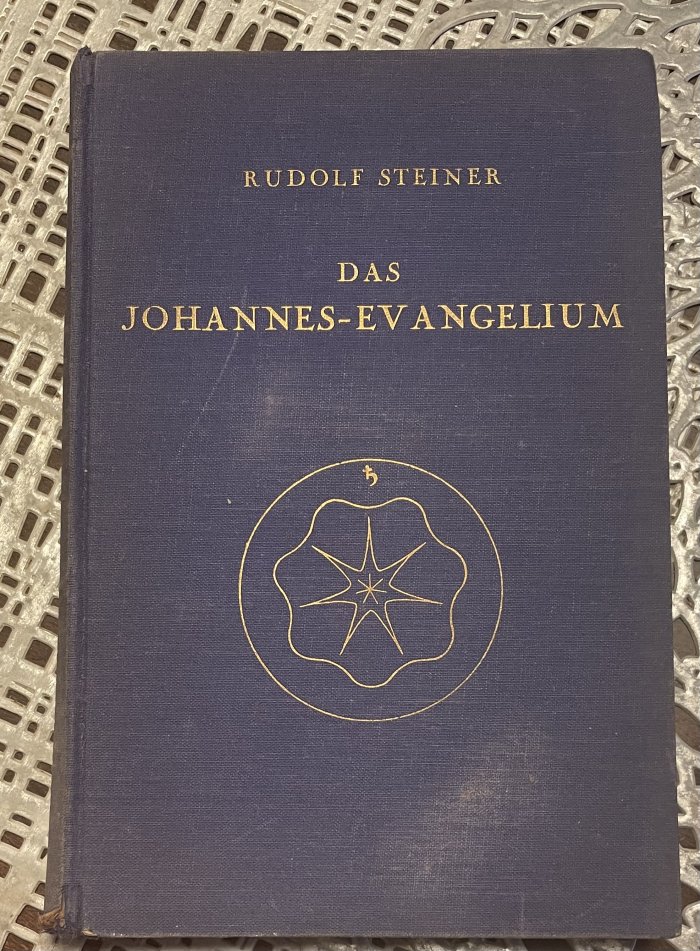 RUDOLF STEINER
DAS
JOHANNES-EVANGELIUM
♄